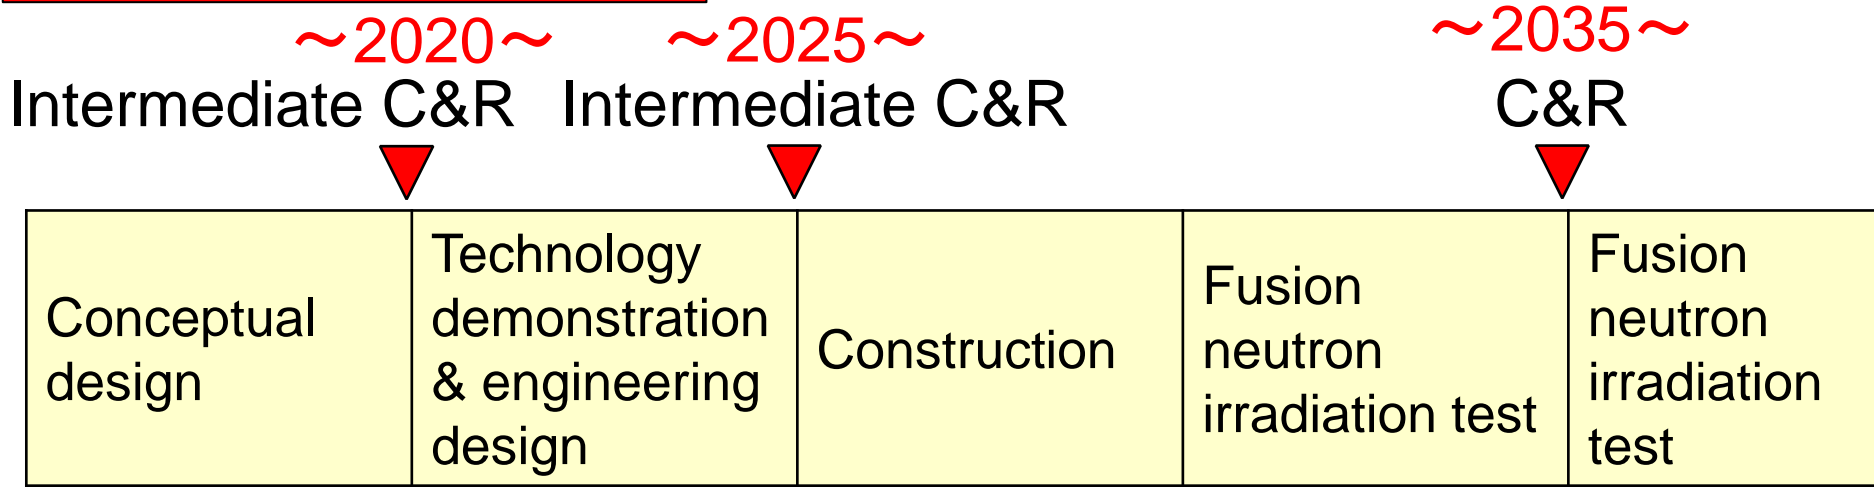 ～2020～ ～2025～ ～2035～
Intermediate C&R Intermediate C&R C&R
Conceptual
design
Technology
demonstration
& engineering
design
Construction
Fusion
neutron
irradiation test
Fusion
neutron
irradiation
test